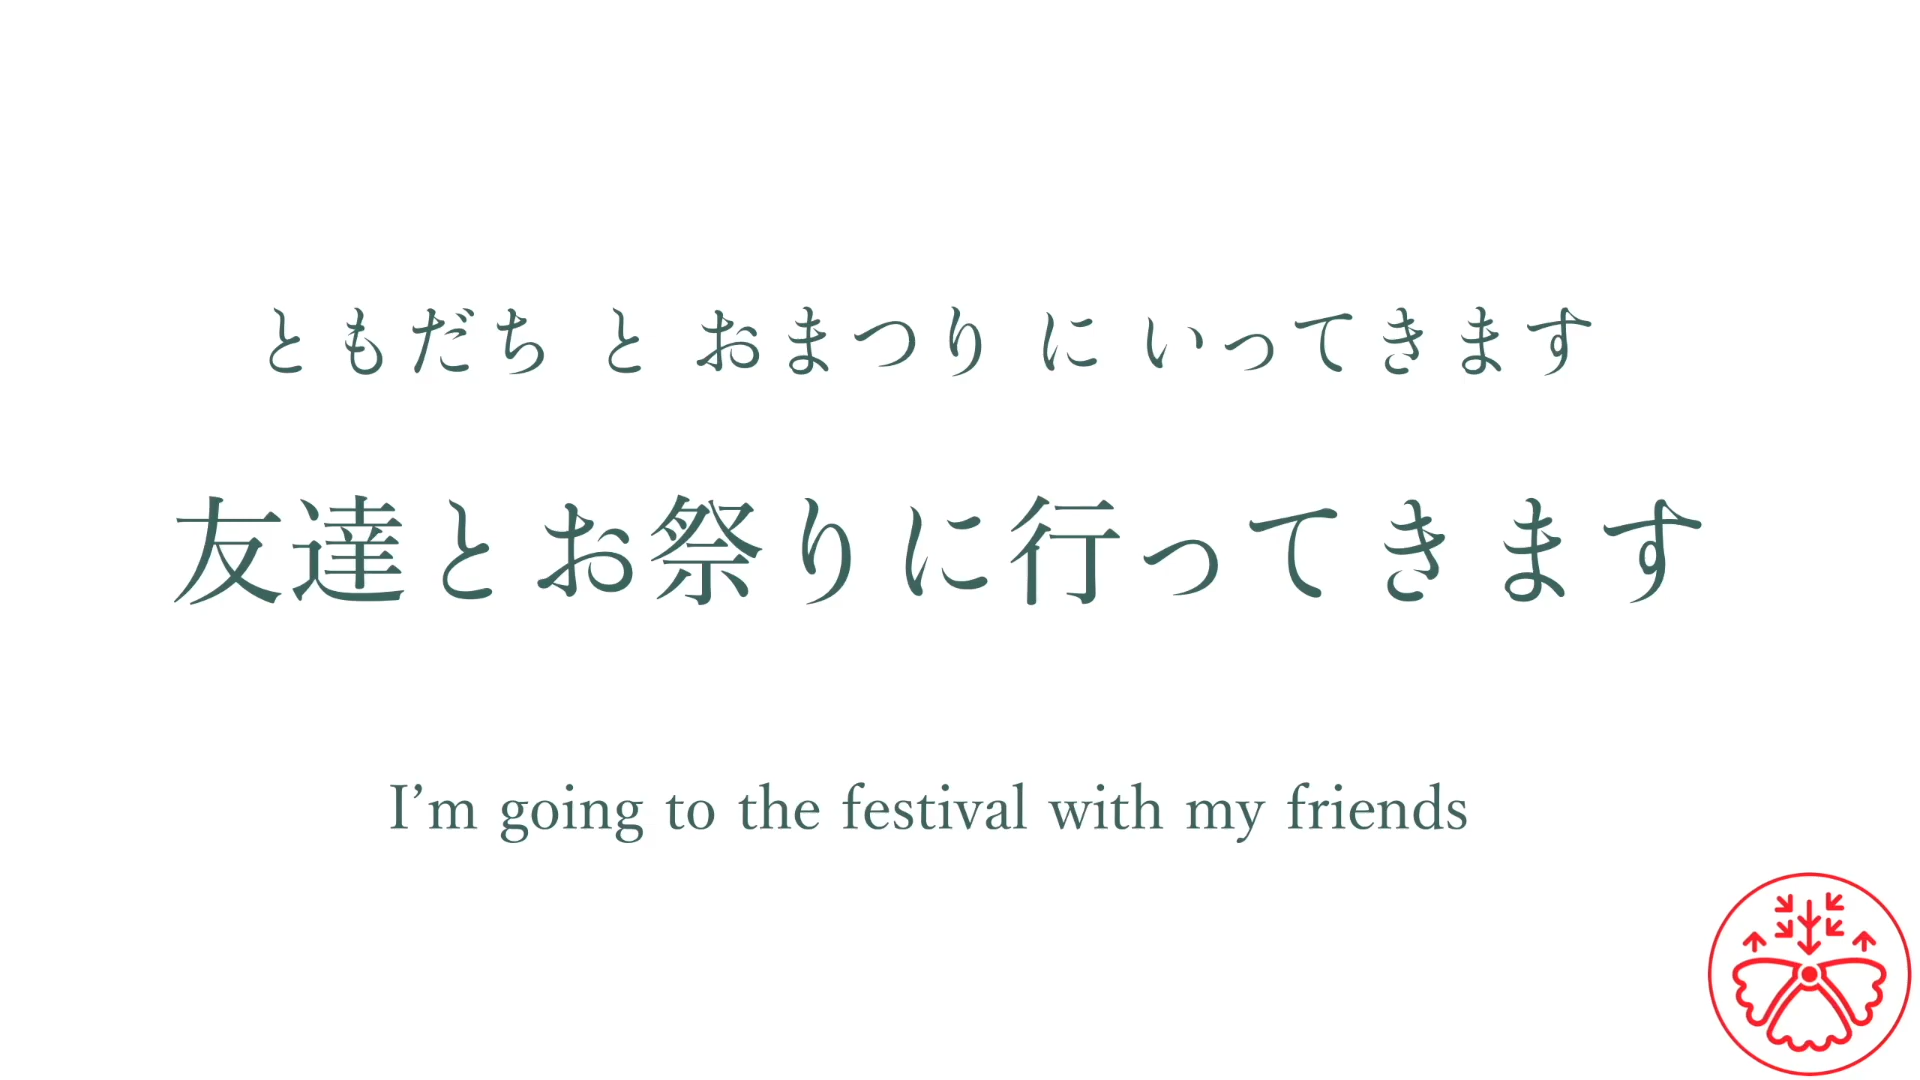 ともだち と おまつり に いってきます
友達とお祭りに行ってきます
I’m going to the festival with my friends